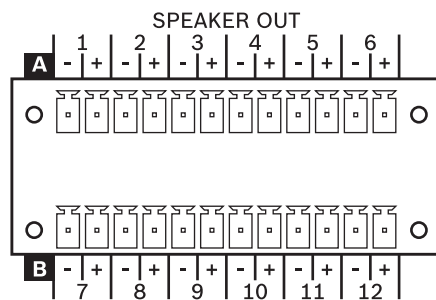 SPEAKER OUT
1 2 3 4 5 6
A - + - + - + - + - + - +
B - + - + - + - + - + - +
7 8 9 10 11 12